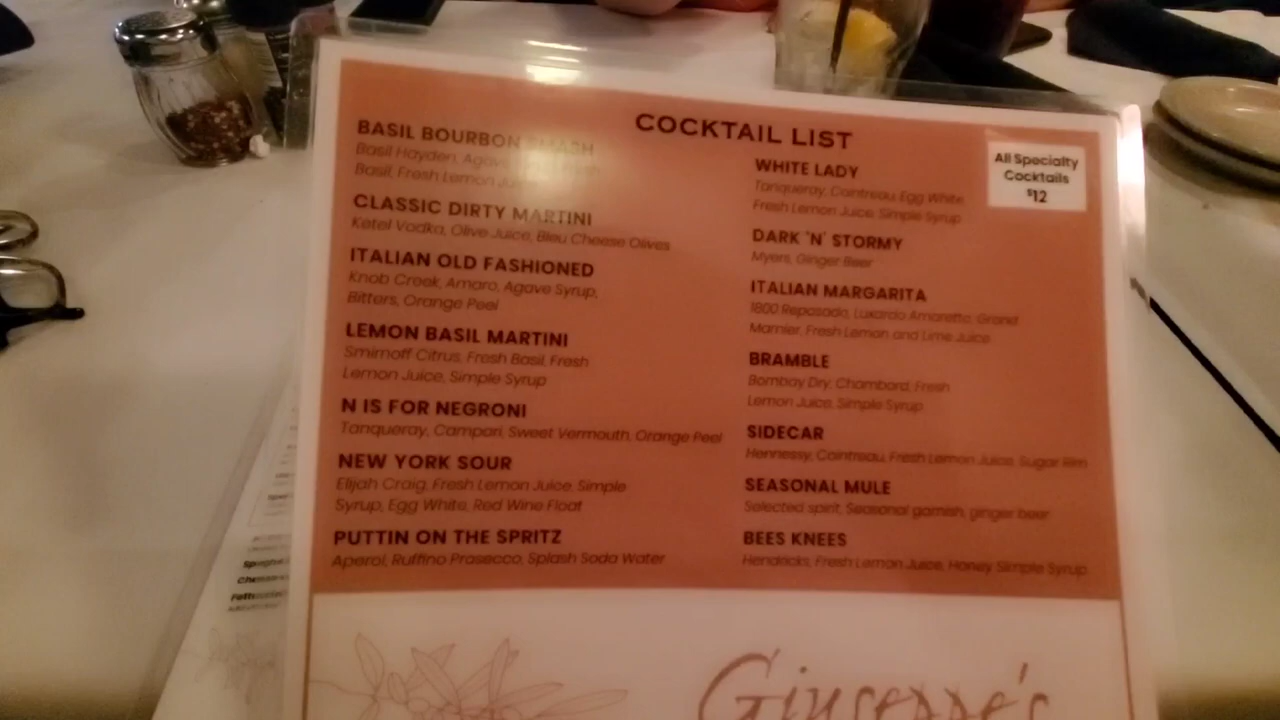 COCKTAIL LIST
BASIL BOURBON SMASH
Basil Hayden, Agave
Basil, Fresh Lemon
CLASSIC DIRTY MARTINI
Ketel Vodka, Olive Juice, Bleu Cheese Olives
ITALIAN OLD FASHIONED
Knob Creek, Amaro, Agave Syrup,
Bitters, Orange Peel
LEMON BASIL MARTINI
Smirnoff Citrus, Fresh Basil, Fresh
Lemon Juice, Simple Syrup
N IS FOR NEGRONI
Tanqueray, Campari, Sweet Vermouth, Orange Peel
NEW YORK SOUR
Elijah Craig, Fresh Lemon Juice, Simple
Syrup, Egg White, Red Wine Float
PUTTIN ON THE SPRITZ
Aperol, Ruffino Prosecco, Splash Soda Water
WHITE LADY
Tanqueray, Cointreau, Egg White,
Fresh Lemon Juice, Simple Syrup
DARK 'N' STORMY
Myers, Ginger Beer
ITALIAN MARGARITA
1800 Reposado, Luxardo Amaretto, Grand
Marnier, Fresh Lemon and Lime Juice
BRAMBLE
Bombay Dry, Chambord, Fresh
Lemon Juice, Simple Syrup
SIDECAR
Hennessy, Cointreau, Fresh Lemon Juice, Sugar Rim
SEASONAL MULE
Selected spirit, Seasonal garnish, ginger beer
BEES KNEES
Hendricks, Fresh Lemon Juice, Honey Simple Syrup
All Specialty
Cocktails
$12
Giuseppe's